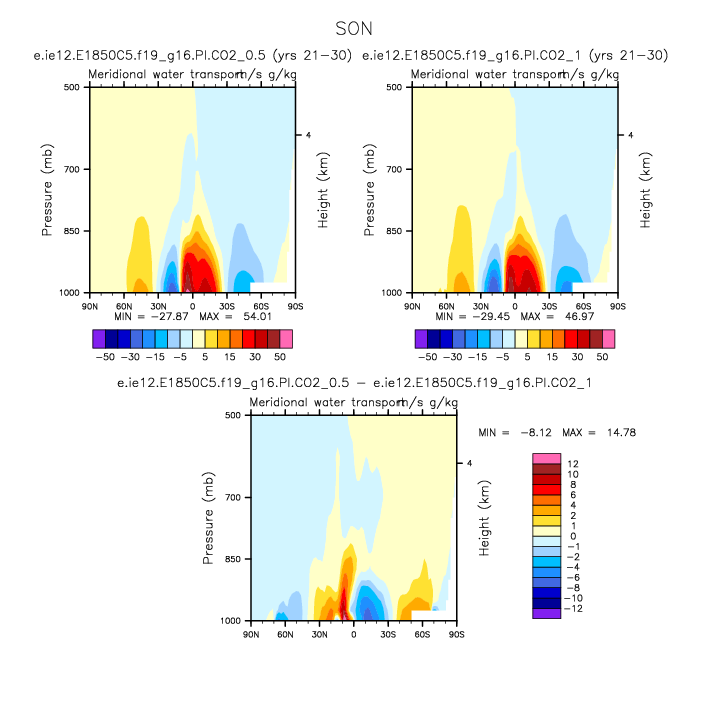 SON
e.ie12.E1850C5.f19_g16.PI.CO2_0.5 (yrs 21-30) e.ie12.E1850C5.f19_g16.PI.CO2_1 (yrs 21-30)
Meridional water transport m/s g/kg Meridional water transport m/s g/kg
500 500
4 4
700 700
Pressure (mb) Height (km) Pressure (mb) Height (km)
850 850
1000 1000
90N 60N 30N 0 30S 60S 90S 90N 60N 30N 0 30S 60S 90S
MIN = -27.87 MAX = 54.01 MIN = -29.45 MAX = 46.97
-50 -30 -15 -5 5 15 30 50 -50 -30 -15 -5 5 15 30 50
e.ie12.E1850C5.f19_g16.PI.CO2_0.5 - e.ie12.E1850C5.f19_g16.PI.CO2_1
Meridional water transport m/s g/kg
500
MIN = -8.12 MAX = 14.78
4
700
Pressure (mb) Height (km)
850
1000
90N 60N 30N 0 30S 60S 90S
12
10
8
6
4
2
1
0
-1
-2
-4
-6
-8
-10
-12